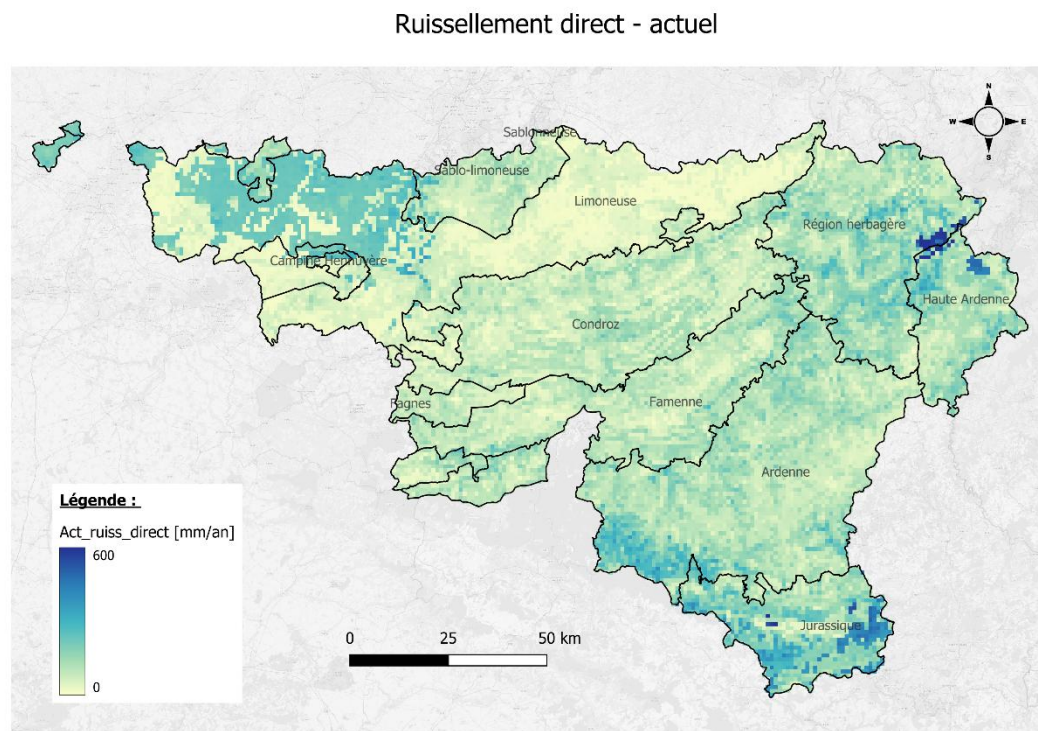 Ruissellement direct - actuel
N
W
E
S
Sablonneuse
Sablo-limoneuse
Limoneuse
Région herbagère
Campine Hennuyère
Haute Ardenne
Condroz
Fagnes
Famenne
Ardenne
Jurassique
Légende :
Act_ruiss_direct [mm/an]
600
0
0
25
50 km